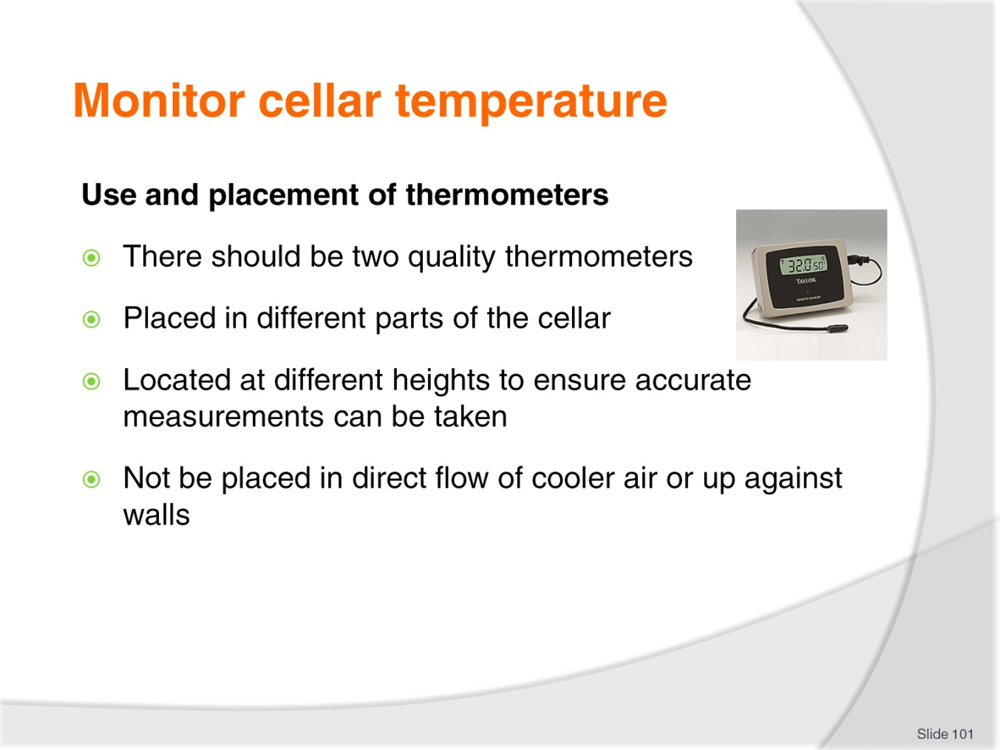 Monitor cellar temperature
Use and placement of thermometers
There should be two quality thermometers
Placed in different parts of the cellar
32.0 50
TAYLOR
Located at different heights to ensure accurate
measurements can be taken
Not be placed in direct flow of cooler air or up against
walls
Slide 101